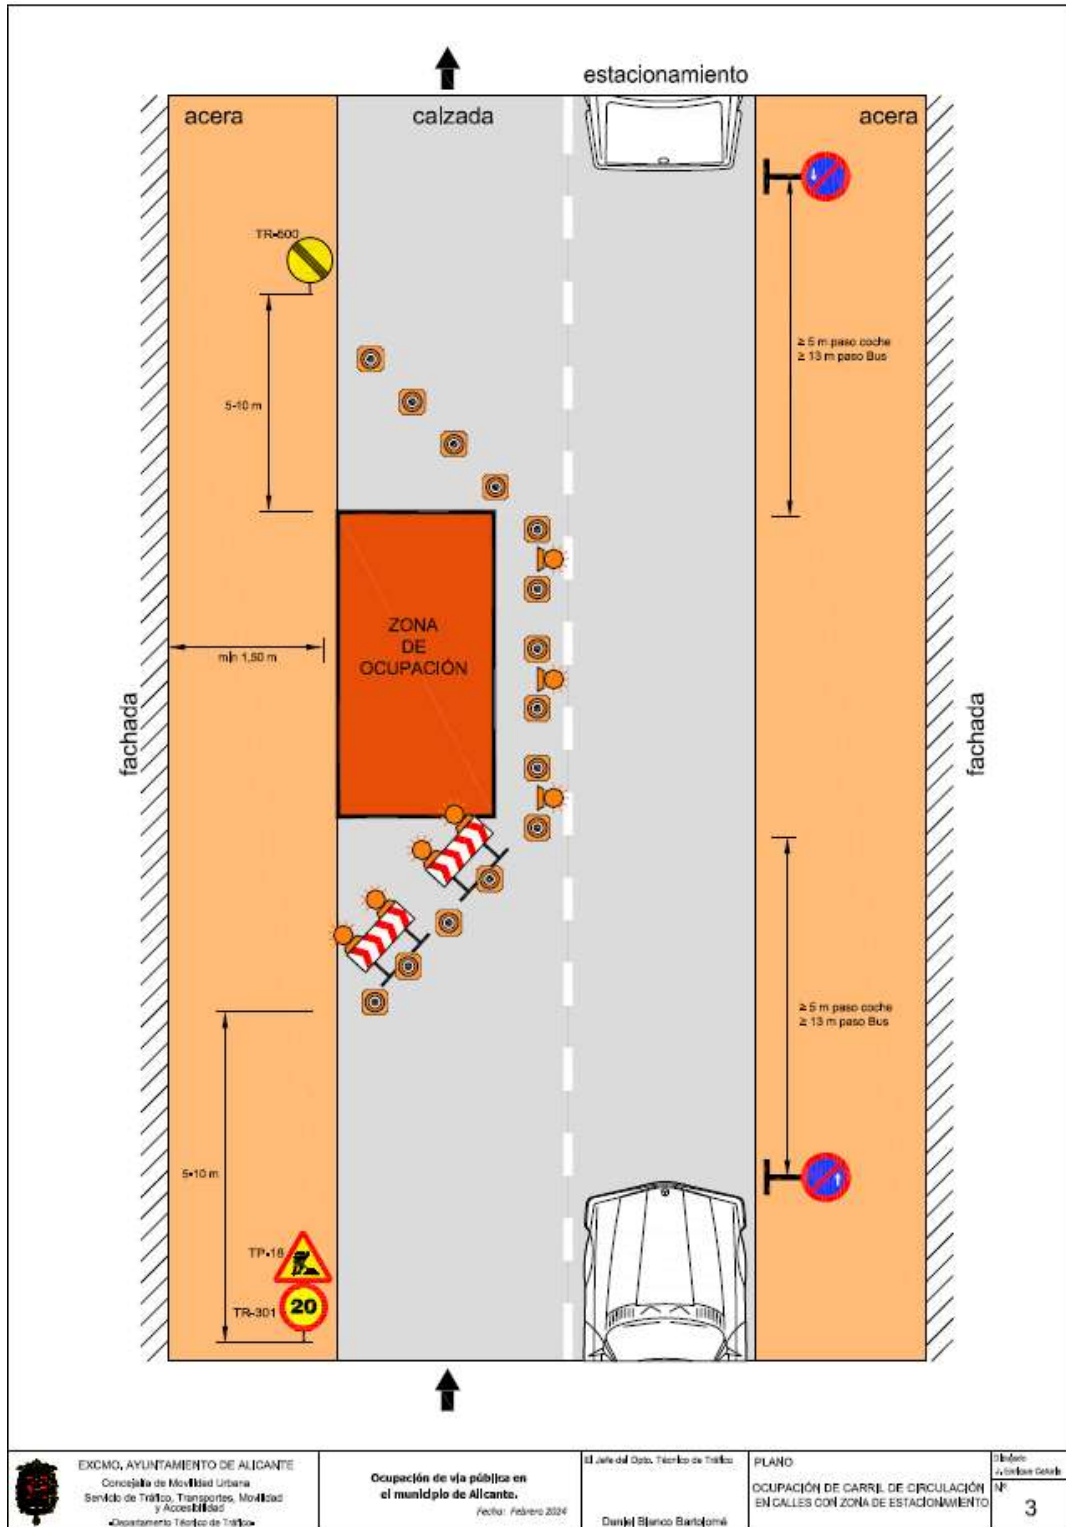 estacionamiento
acera
calzada
acera
TR-500
≥ 5 m paso coche
≥ 13 m paso Bus
5-10 m
ZONA
DE
OCUPACIÓN
min 1,50 m
fachada
fachada
≥ 5 m paso coche
≥ 13 m paso Bus
5-10 m
TP-18
TR-301
20
EXCMO. AYUNTAMIENTO DE ALICANTE
Concejalía de Movilidad Urbana
Servicio de Tráfico, Transportes, Movilidad
y Accesibilidad
-Departamento Técnico de Tráfico-
Ocupación de vía pública en
el municipio de Alicante.
Fecha: Febrero 2024
El Jefe del Dpto. Técnico de Tráfico
Daniel Blanco Bartolomé
PLANO
OCUPACIÓN DE CARRIL DE CIRCULACIÓN
EN CALLES CON ZONA DE ESTACIONAMIENTO
Dibujado
J. Enrique
Nº
3